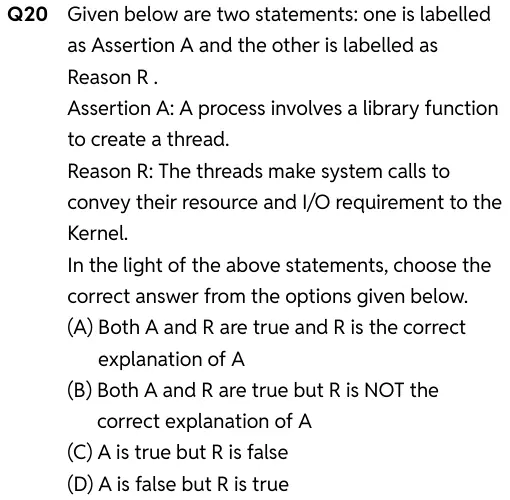 Q20 Given below are two statements: one is labelled
as Assertion A and the other is labelled as
Reason R .
Assertion A: A process involves a library function
to create a thread.
Reason R: The threads make system calls to
convey their resource and I/O requirement to the
Kernel.
In the light of the above statements, choose the
correct answer from the options given below.
(A) Both A and R are true and R is the correct
explanation of A
(B) Both A and R are true but R is NOT the
correct explanation of A
(C) A is true but R is false
(D) A is false but R is true